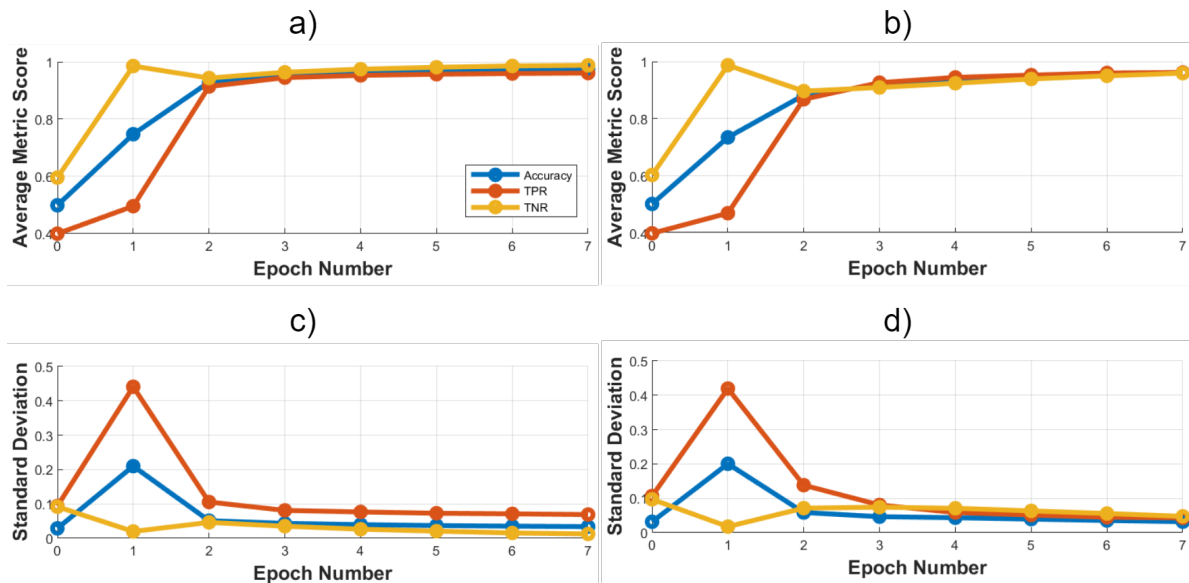 a)
Average Metric Score
1
0.8
0.6
0.4
0 1 2 3 4 5 6 7
Epoch Number
Accuracy
TPR
TNR
b)
Average Metric Score
1
0.8
0.6
0.4
0 1 2 3 4 5 6 7
Epoch Number
c)
Standard Deviation
0.5
0.4
0.3
0.2
0.1
0
0 1 2 3 4 5 6 7
Epoch Number
d)
Standard Deviation
0.5
0.4
0.3
0.2
0.1
0
0 1 2 3 4 5 6 7
Epoch Number